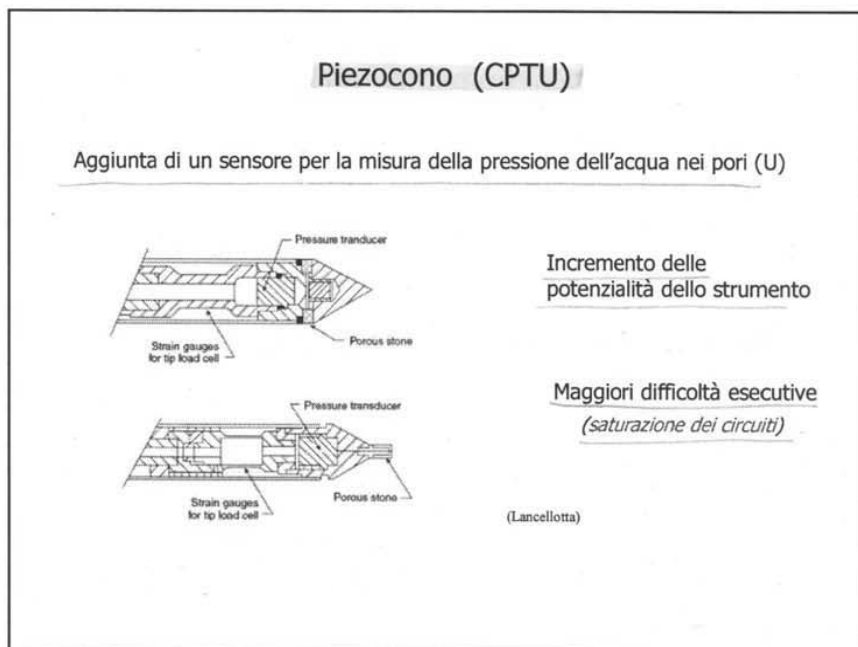 Piezocono (CPTU)
Aggiunta di un sensore per la misura della pressione dell'acqua nei pori (U)
Pressure tranducer
Strain gauges
for tip load cell
Porous stone
Incremento delle
potenzialità dello strumento
Pressure transducer
Strain gauges
for tip load cell
Porous stone
Maggiori difficoltà esecutive
(saturazione dei circuiti)
(Lancellotta)